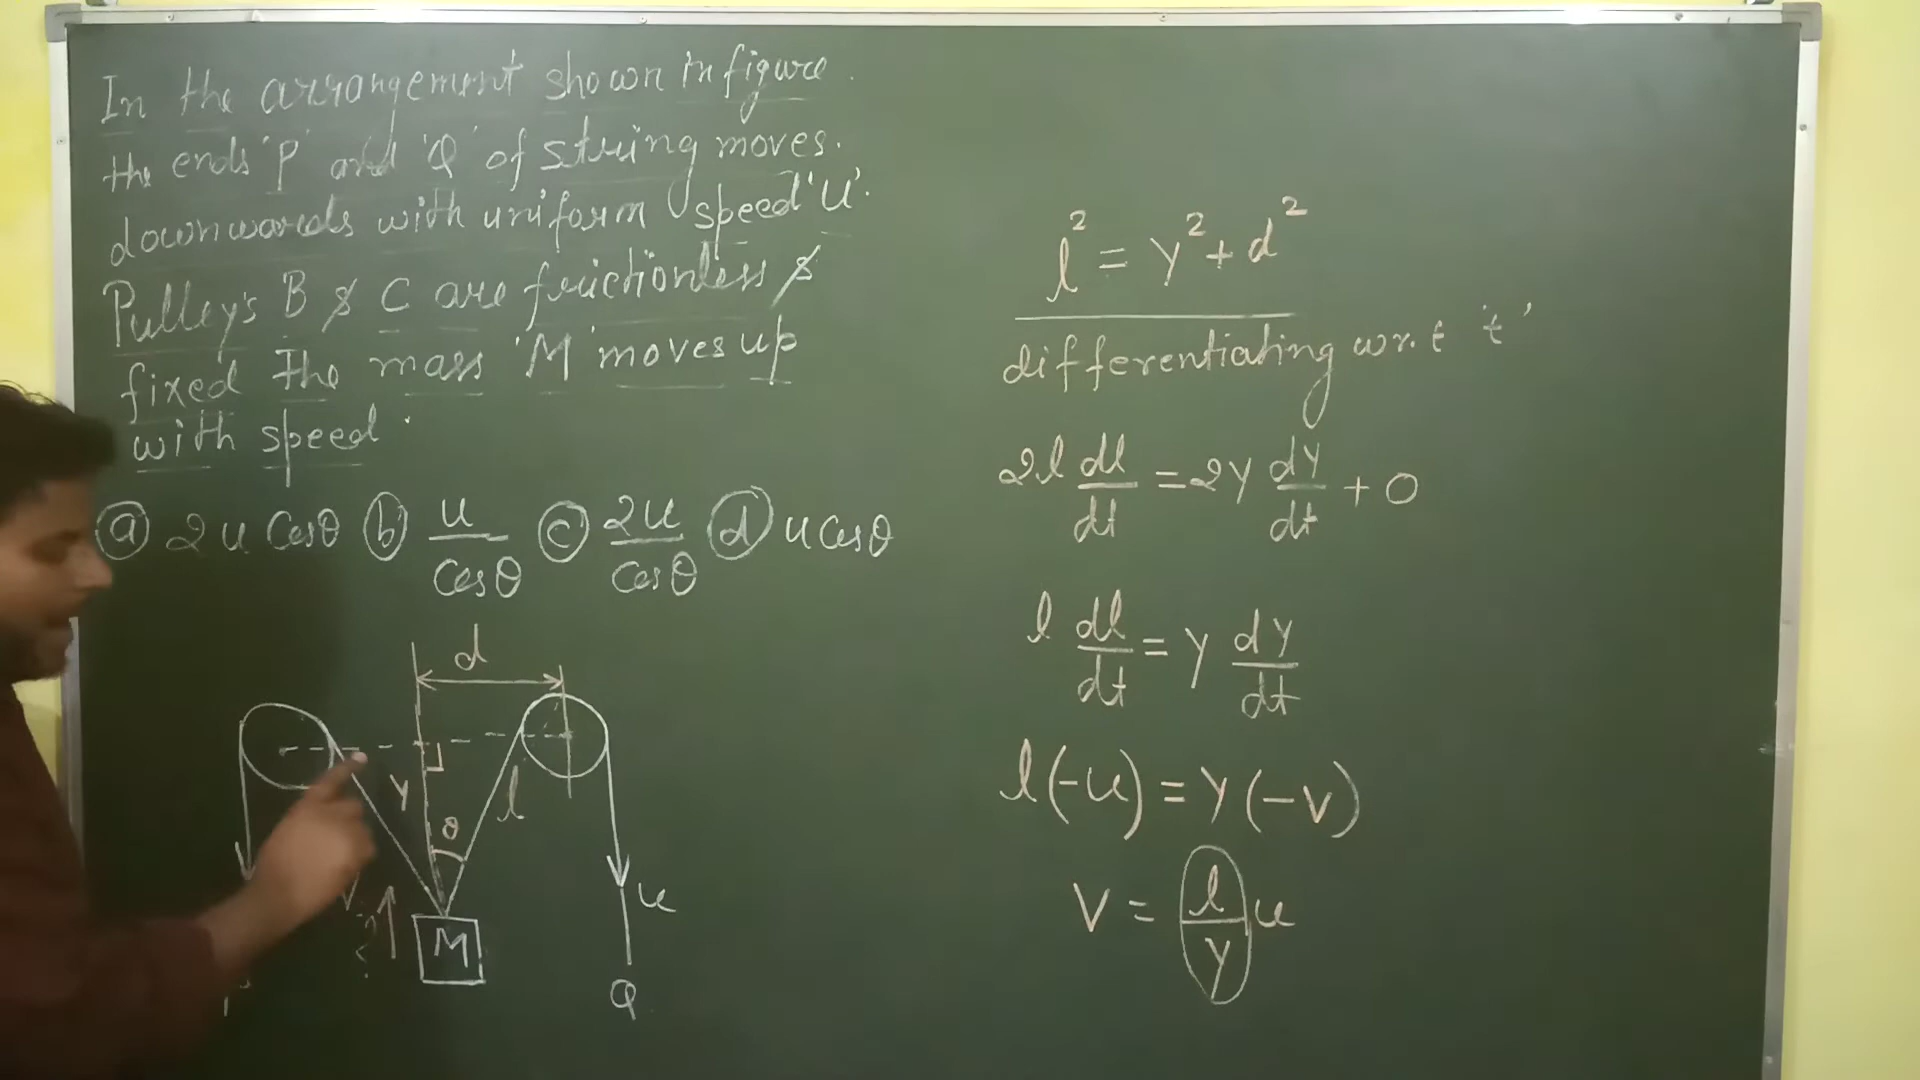 In the arrangement shown in figure.
the ends 'P' and 'Q' of string moves.
downwards with uniform speed 'U'.
Pulley's B & C are frictionless &
fixed The mass 'M' moves up
with speed.
ⓐ 2 u Cosθ ⓑ u/Cosθ ⓒ 2u/Cosθ ⓓ u Cosθ
d
y
l
θ
u
?
M
Q
l² = y² + d²
differentiating w.r.t 't'
2l dl/dt = 2y dy/dt + 0
l dl/dt = y dy/dt
l(-u) = y(-v)
V = l/y u